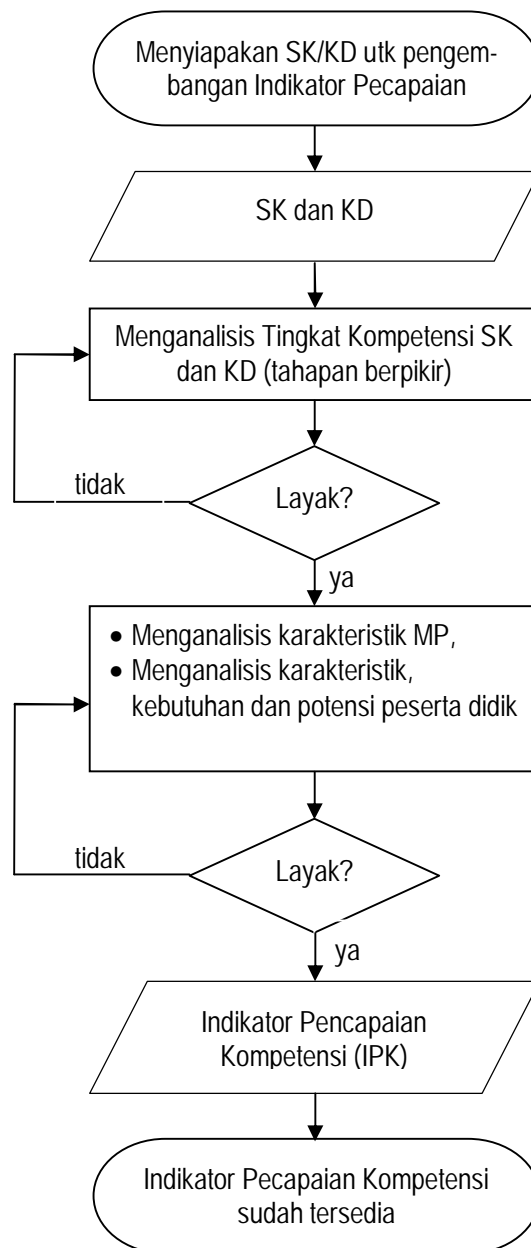 Menyiapakan SK/KD utk pengem-
bangan Indikator Pecapaian
SK dan KD
Menganalisis Tingkat Kompetensi SK
dan KD (tahapan berpikir)
tidak
Layak?
ya
• Menganalisis karakteristik MP,
• Menganalisis karakteristik,
kebutuhan dan potensi peserta didik
tidak
Layak?
ya
Indikator Pencapaian
Kompetensi (IPK)
Indikator Pecapaian Kompetensi
sudah tersedia